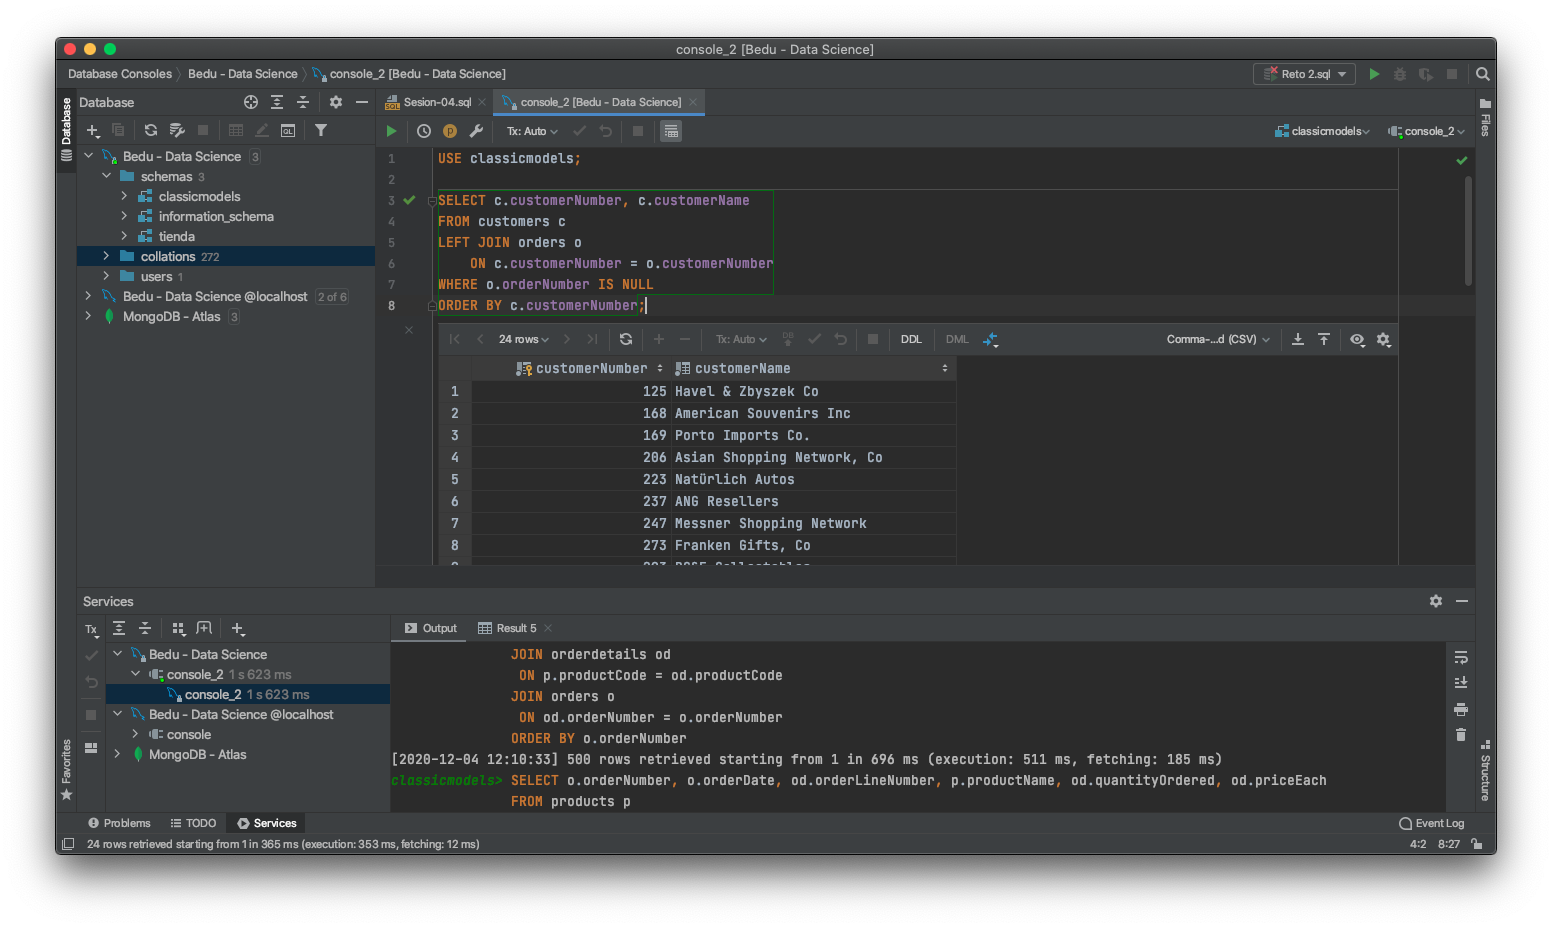 console_2 [Bedu - Data Science]
Database Consoles
Bedu - Data Science
console_2 [Bedu - Data Science]
Reto 2.sql
Database
Database
Sesion-04.sql
console_2 [Bedu - Data Science]
Files
Tx: Auto
classicmodels
console_2
Bedu - Data Science 3
schemas 3
classicmodels
information_schema
tienda
collations 272
users 1
Bedu - Data Science @localhost 2 of 6
MongoDB - Atlas 3
1 USE classicmodels;
2
3 SELECT c.customerNumber, c.customerName
4 FROM customers c
5 LEFT JOIN orders o
6 ON c.customerNumber = o.customerNumber
7 WHERE o.orderNumber IS NULL
8 ORDER BY c.customerNumber;
24 rows
Tx: Auto
DB
DDL
DML
Comma-...d (CSV)
customerNumber customerName
1 125 Havel & Zbyszek Co
2 168 American Souvenirs Inc
3 169 Porto Imports Co.
4 206 Asian Shopping Network, Co
5 223 Natürlich Autos
6 237 ANG Resellers
7 247 Messner Shopping Network
8 273 Franken Gifts, Co
Services
Tx
Output
Result 5
Bedu - Data Science
console_2 1 s 623 ms
console_2 1 s 623 ms
Bedu - Data Science @localhost
console
MongoDB - Atlas
JOIN orderdetails od
ON p.productCode = od.productCode
JOIN orders o
ON od.orderNumber = o.orderNumber
ORDER BY o.orderNumber
[2020-12-04 12:10:33] 500 rows retrieved starting from 1 in 696 ms (execution: 511 ms, fetching: 185 ms)
classicmodels> SELECT o.orderNumber, o.orderDate, od.orderLineNumber, p.productName, od.quantityOrdered, od.priceEach
FROM products p
Favorites
Structure
Problems
TODO
Services
Event Log
24 rows retrieved starting from 1 in 365 ms (execution: 353 ms, fetching: 12 ms)
4:2
8:27